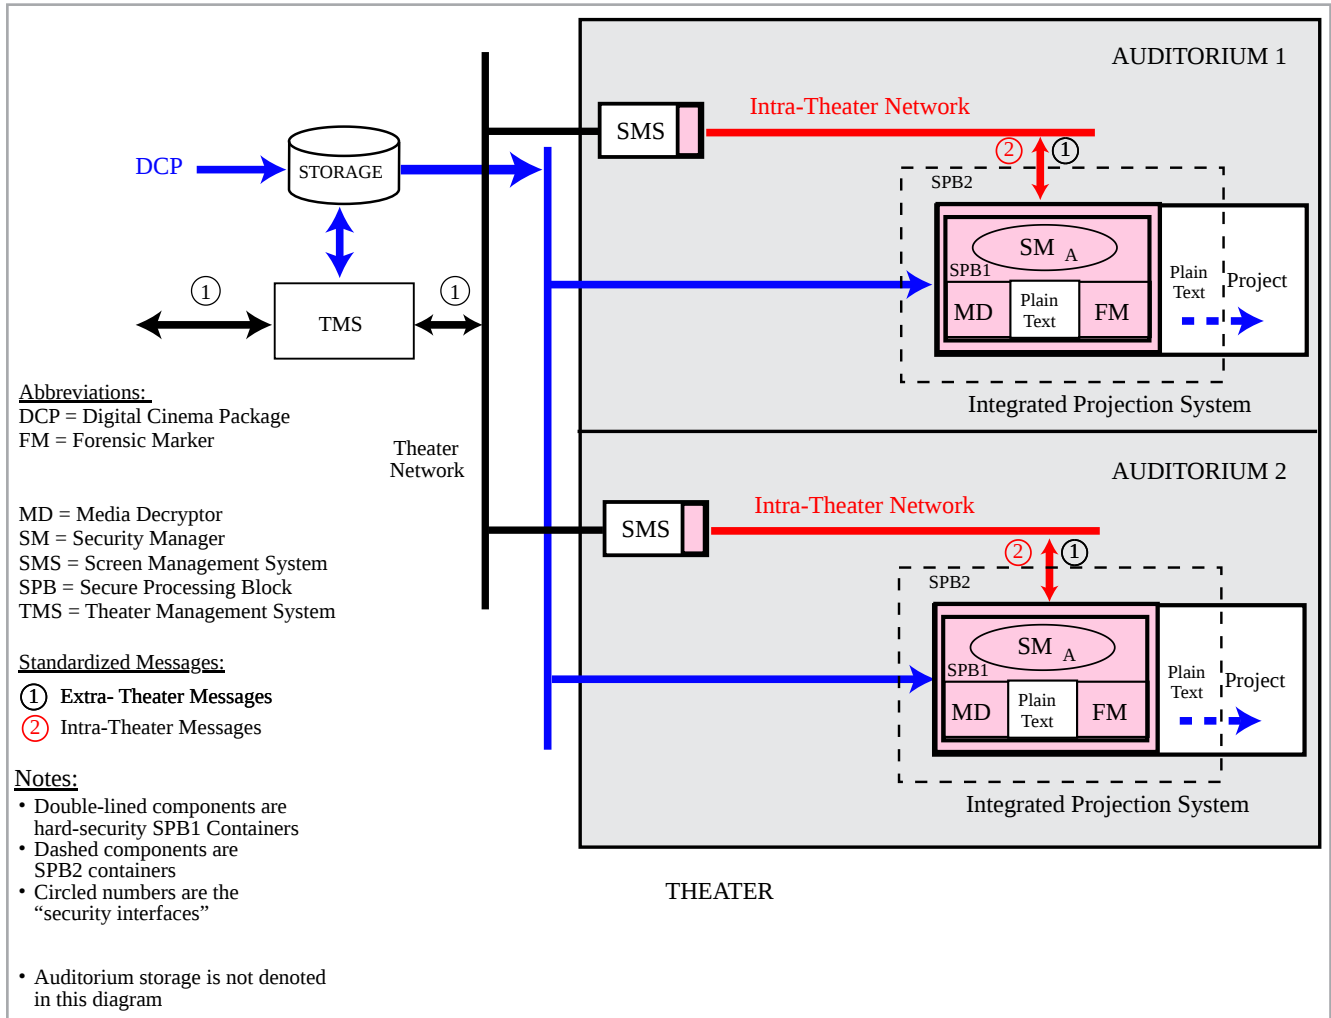 AUDITORIUM 1
Intra-Theater Network
SMS
2 1
DCP
STORAGE
SPB2
SM A
SPB1
MD
Plain
Text
FM
Plain
Text
Project
1
1
TMS
Integrated Projection System
Abbreviations:
DCP = Digital Cinema Package
FM = Forensic Marker
MD = Media Decryptor
SM = Security Manager
SMS = Screen Management System
SPB = Secure Processing Block
TMS = Theater Management System
Theater
Network
AUDITORIUM 2
Intra-Theater Network
SMS
2 1
SPB2
SM A
SPB1
MD
Plain
Text
FM
Plain
Text
Project
Integrated Projection System
Standardized Messages:
1 Extra- Theater Messages
2 Intra-Theater Messages
Notes:
• Double-lined components are
hard-security SPB1 Containers
• Dashed components are
SPB2 containers
• Circled numbers are the
“security interfaces”
• Auditorium storage is not denoted
in this diagram
THEATER